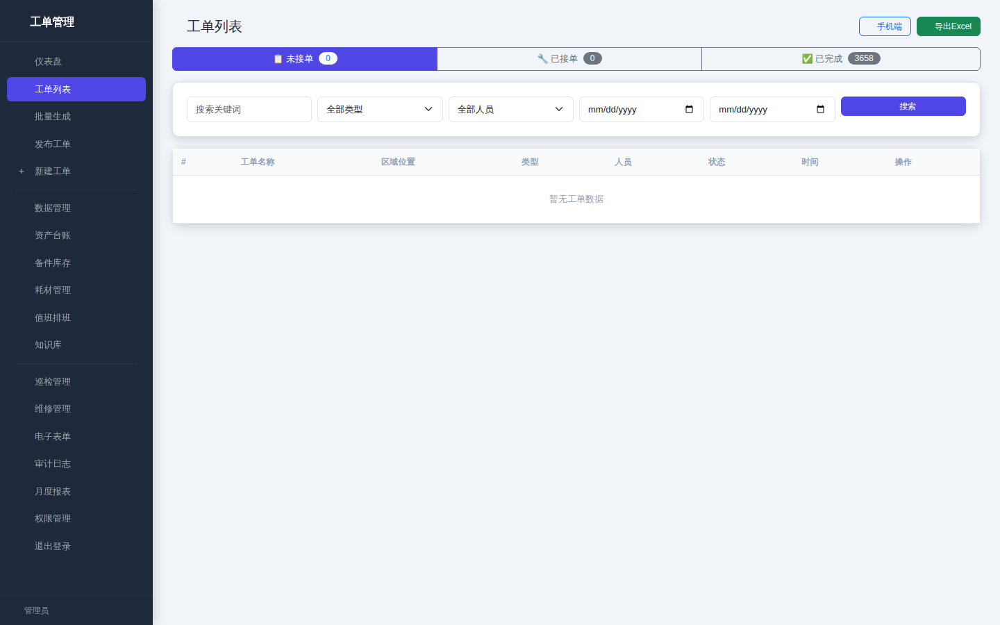 工单管理
仪表盘
工单列表
批量生成
发布工单
+ 新建工单
数据管理
资产台账
备件库存
耗材管理
值班排班
知识库
巡检管理
维修管理
电子表单
审计日志
月度报表
权限管理
退出登录
管理员
工单列表
手机端 导出Excel
📋 未接单 0 🔧 已接单 0 ✅ 已完成 3658
搜索关键词 全部类型 全部人员 mm/dd/yyyy mm/dd/yyyy 搜索
# 工单名称 区域位置 类型 人员 状态 时间 操作
暂无工单数据